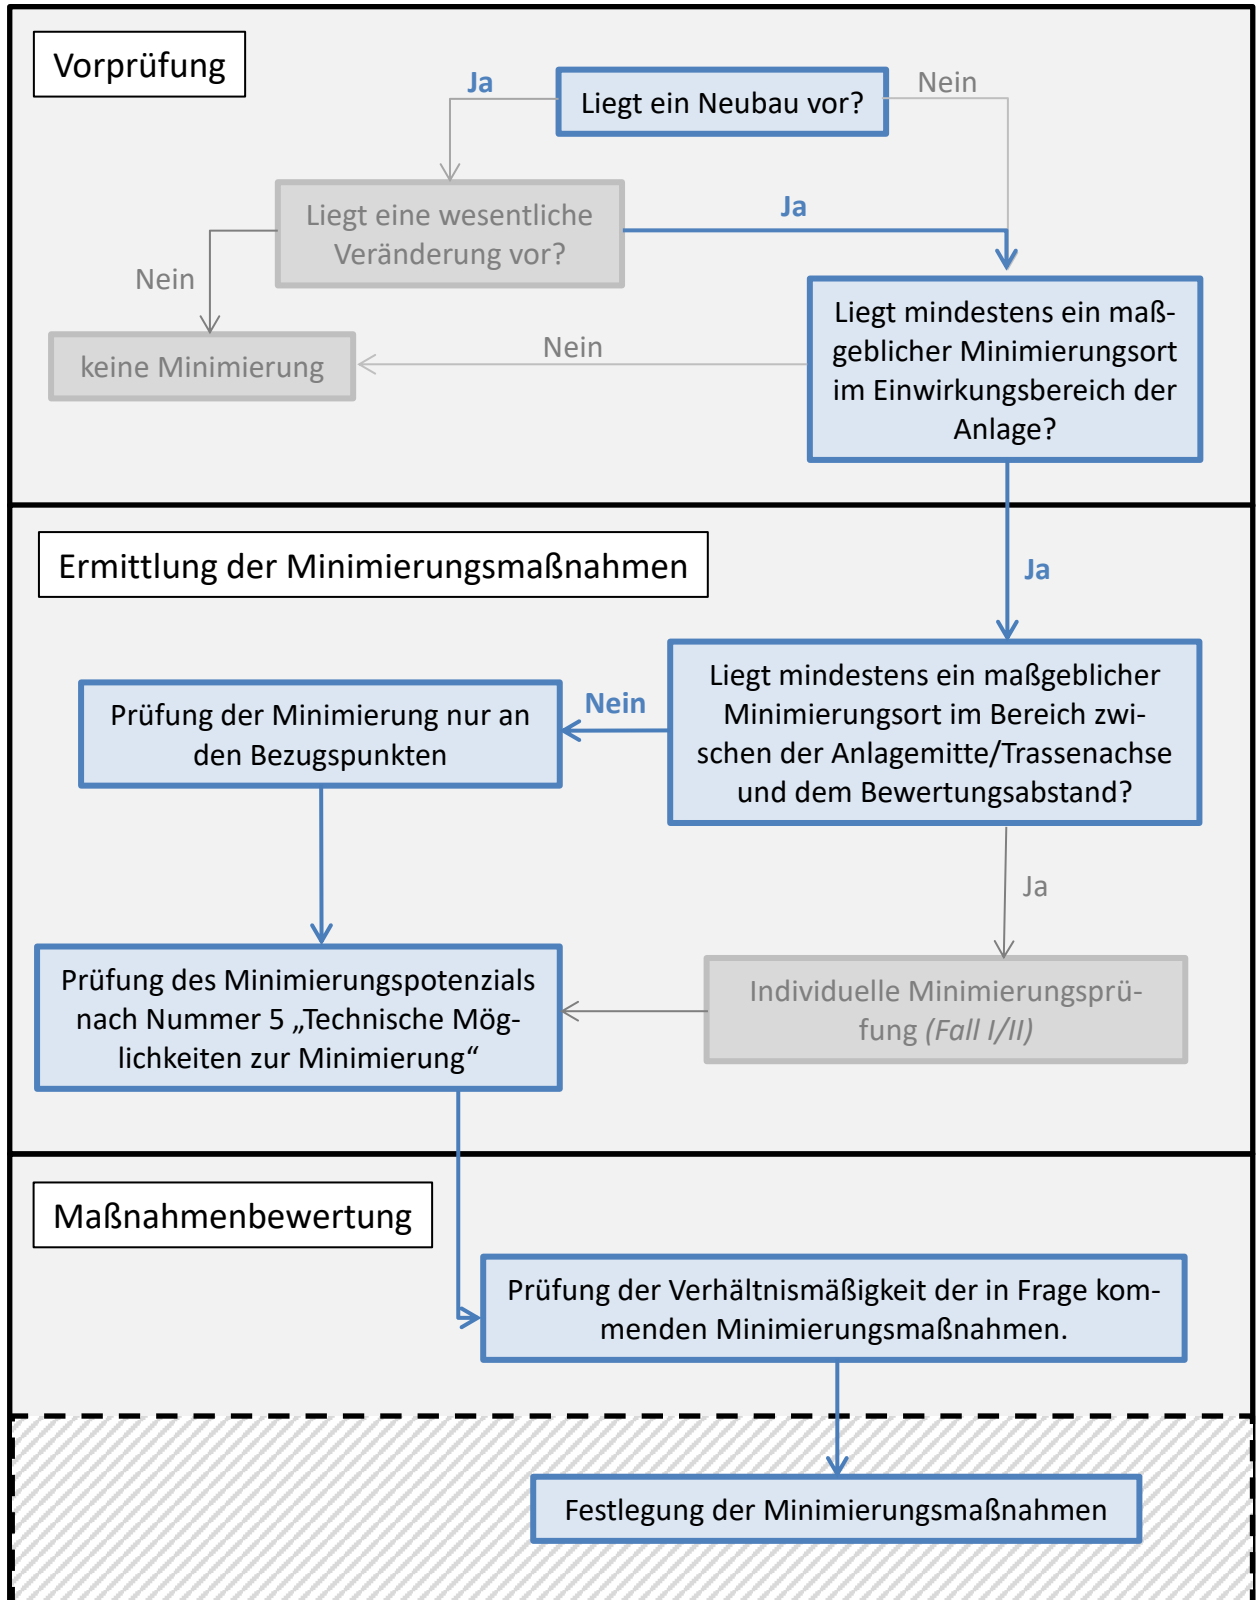 Vorprüfung
Ja
Liegt ein Neubau vor?
Nein
Liegt eine wesentliche
Veränderung vor?
Ja
Nein
keine Minimierung
Nein
Liegt mindestens ein maß-
geblicher Minimierungsort
im Einwirkungsbereich der
Anlage?
Ermittlung der Minimierungsmaßnahmen
Ja
Prüfung der Minimierung nur an
den Bezugspunkten
Nein
Liegt mindestens ein maßgeblicher
Minimierungsort im Bereich zwi-
schen der Anlagemitte/Trassenachse
und dem Bewertungsabstand?
Ja
Prüfung des Minimierungspotenzials
nach Nummer 5 „Technische Mög-
lichkeiten zur Minimierung“
Individuelle Minimierungsprü-
fung (Fall I/II)
Maßnahmenbewertung
Prüfung der Verhältnismäßigkeit der in Frage kom-
menden Minimierungsmaßnahmen.
Festlegung der Minimierungsmaßnahmen